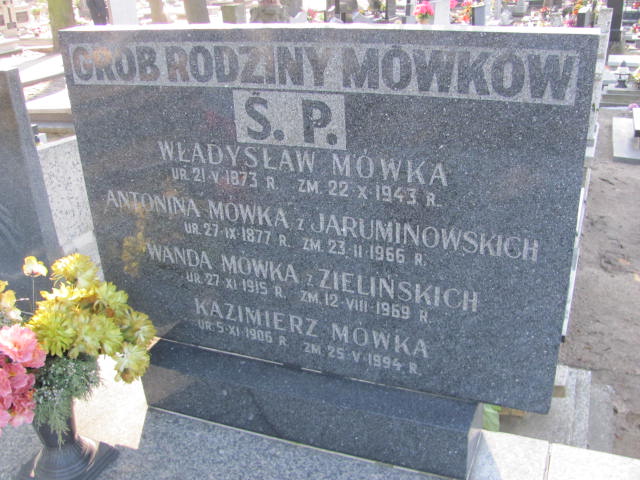 GRÓB RODZINY MÓWKÓW
Ś. P.
WŁADYSŁAW MÓWKA
UR. 21·V·1873 R. ZM. 22 X 1943 R.
ANTONINA MÓWKA z JARUMINOWSKICH
UR. 27·IX·1877 R. ZM. 23·II·1966 R.
WANDA MÓWKA z ZIELIŃSKICH
UR. 27·XI·1915 R. ZM. 12·VIII·1969 R.
KAZIMIERZ MÓWKA
UR. 5·XI·1906 R. ZM. 25·V·1994 R.